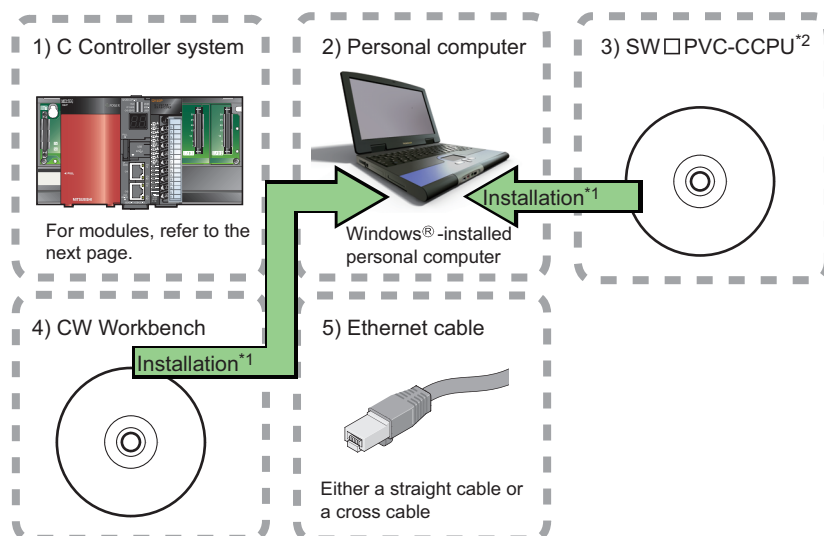 1) C Controller system
For modules, refer to the
next page.
2) Personal computer
Windows®-installed
personal computer
3) SW□PVC-CCPU*2
Installation*1
4) CW Workbench
Installation*1
5) Ethernet cable
Either a straight cable or
a cross cable